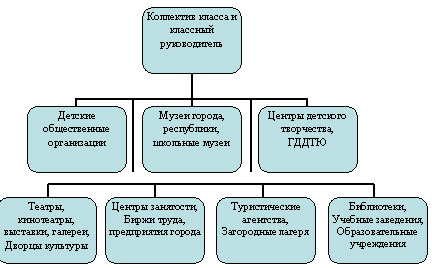 Коллектив класса и
классный
руководитель
Детские
общественные
организации
Музеи города,
республики,
школьные музеи
Центры детского
творчества,
ГДДТЮ
Театры,
кинотеатры,
выставки, галереи,
Дворцы культуры
Центры занятости,
Биржи труда,
предприятия города
Туристические
агентства,
Загородные лагеря
Библиотеки,
Учебные заведения,
Образовательные
учреждения